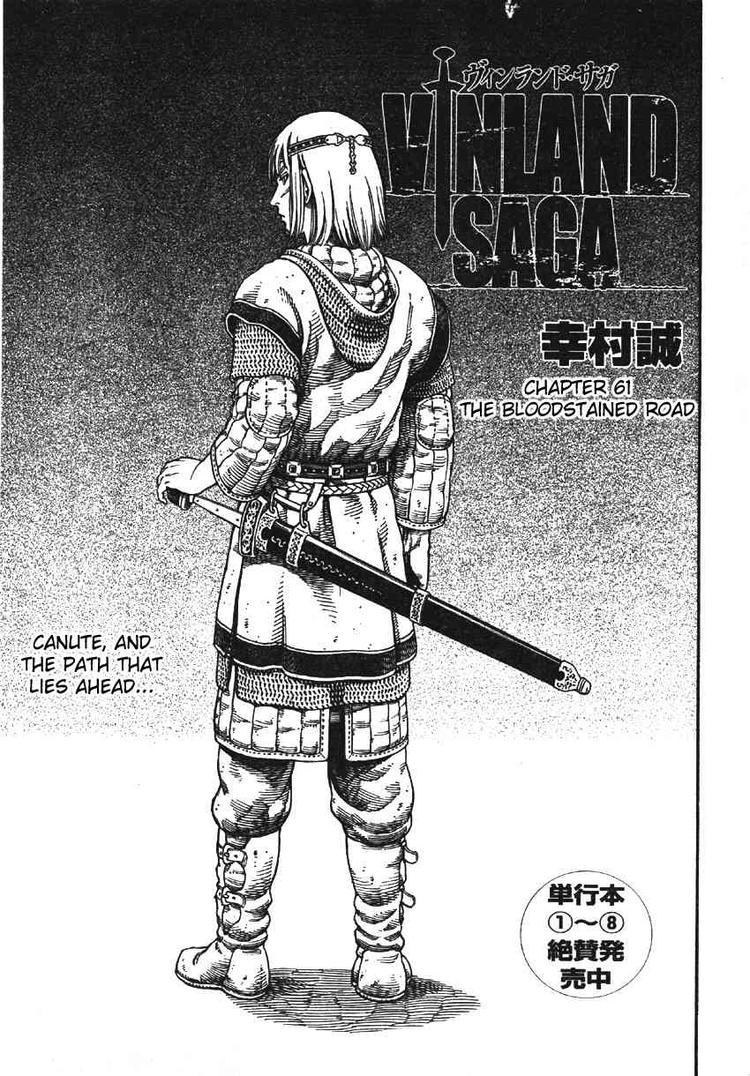 ヴィンランド・サガ
VINLAND
SAGA
幸村誠
CHAPTER 61
THE BLOODSTAINED ROAD
CANUTE, AND
THE PATH THAT
LIES AHEAD...
単行本
①〜⑧
絶賛発
売中